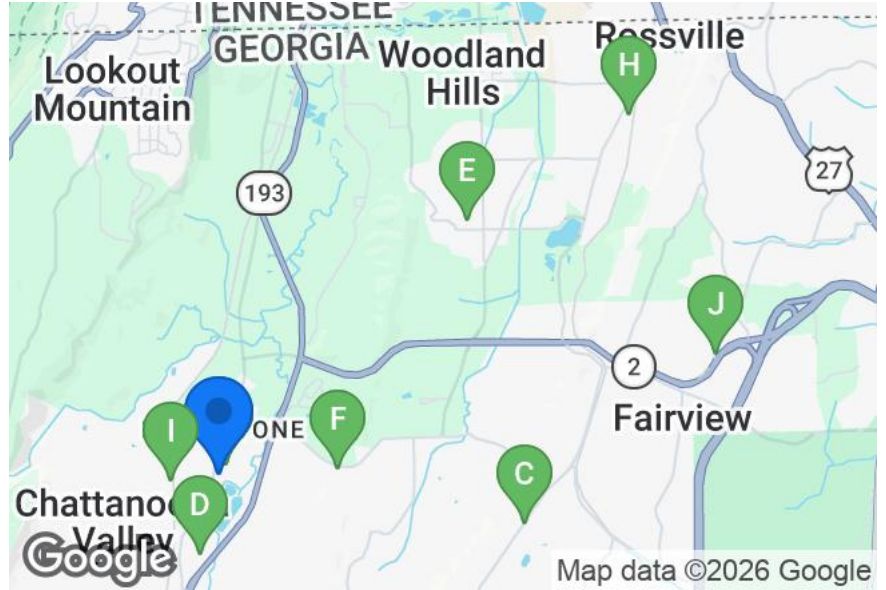 TENNESSEE
GEORGIA
Woodland
Hills
Rossville
Lookout
Mountain
H
E
27
193
J
2
Fairview
F
I
ONE
C
D
Valley
Google
Map data ©2026 Google